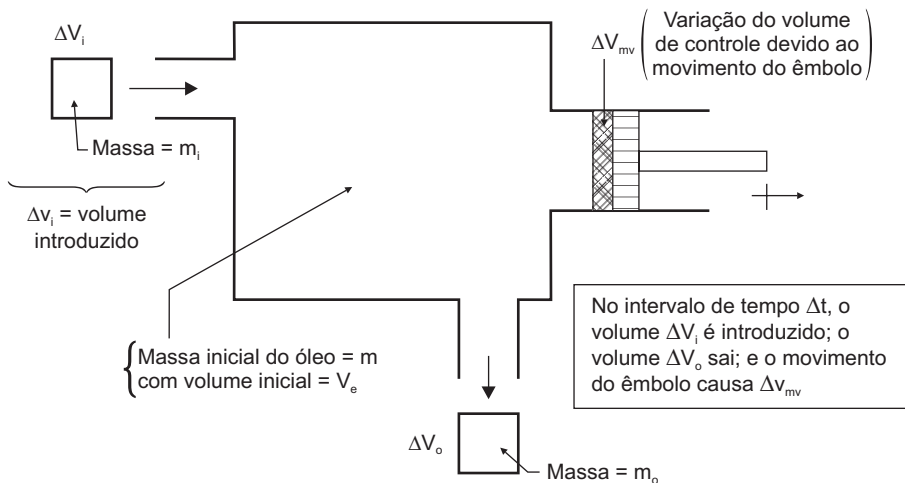 ΔVᵢ
ΔVₘᵥ
Variação do volume
de controle devido ao
movimento do êmbolo
Massa = mᵢ
Δvᵢ = volume
introduzido
Massa inicial do óleo = m
com volume inicial = Vₑ
No intervalo de tempo Δt, o
volume ΔVᵢ é introduzido; o
volume ΔVₒ sai; e o movimento
do êmbolo causa Δvₘᵥ
ΔVₒ
Massa = mₒ